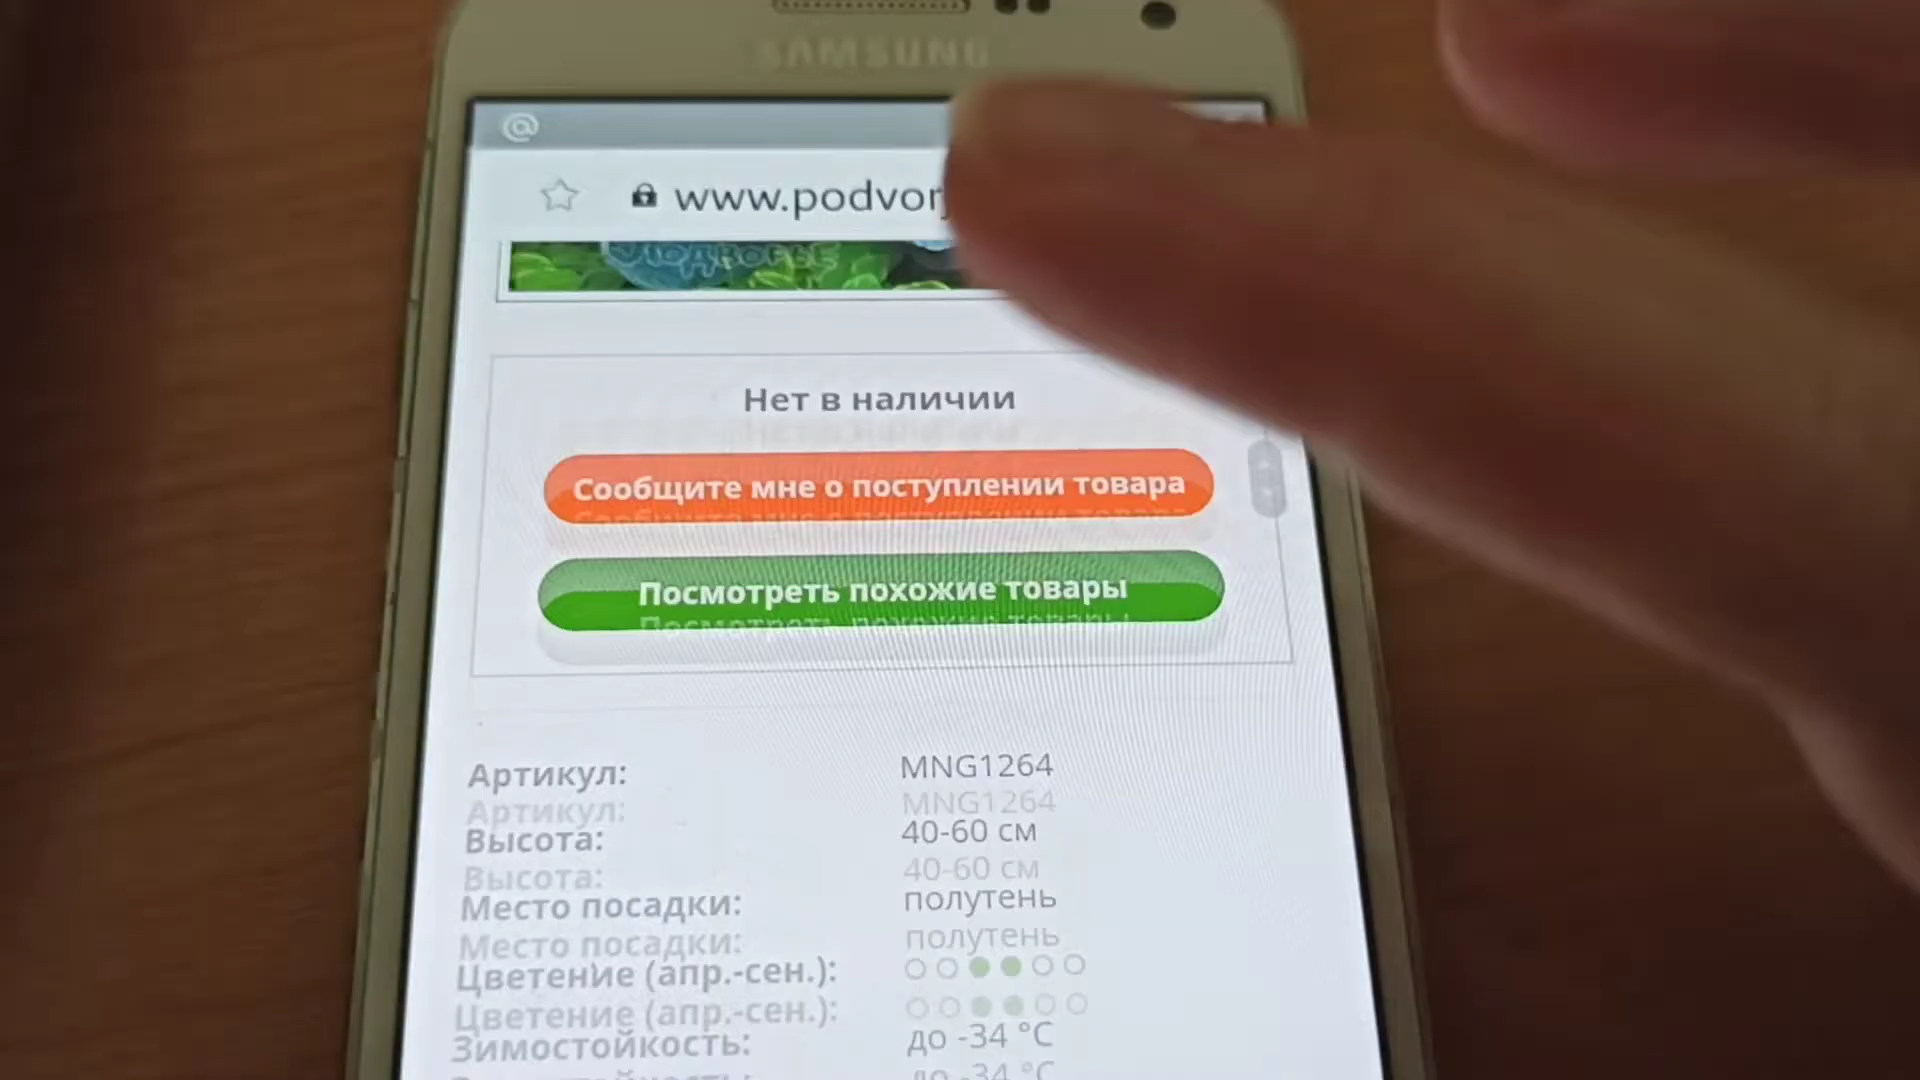 SAMSUNG
www.podvor
Подворье
Нет в наличии
Сообщите мне о поступлении товара
Посмотреть похожие товары
Артикул: MNG1264
Высота: 40-60 см
Место посадки: полутень
Цветение (апр.-сен.):
Зимостойкость: до -34 °C